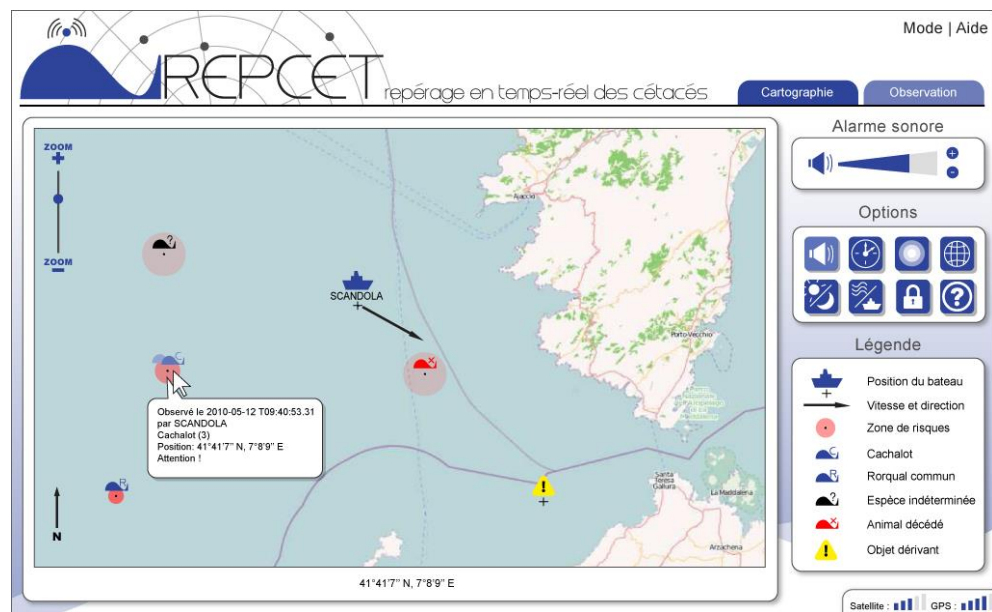 Mode | Aide
REPCET
repérage en temps-réel des cétacés
Cartographie
Observation
ZOOM
+
ZOOM
Ajaccio
Porto-Vecchio
?
SCANDOLA
C
Observé le 2010-05-12 T09:40:53.31
par SCANDOLA
Cachalot (3)
Position: 41°41'7'' N, 7°8'9'' E
Attention !
R
N
!
Santa
Teresa
Gallura
La Maddalena
Arzachena
41°41'7'' N, 7°8'9'' E
Alarme sonore
Options
?
Légende
Position du bateau
Vitesse et direction
Zone de risques
C
Cachalot
R
Rorqual commun
?
Espèce indéterminée
Animal décédé
!
Objet dérivant
Satellite :
GPS :